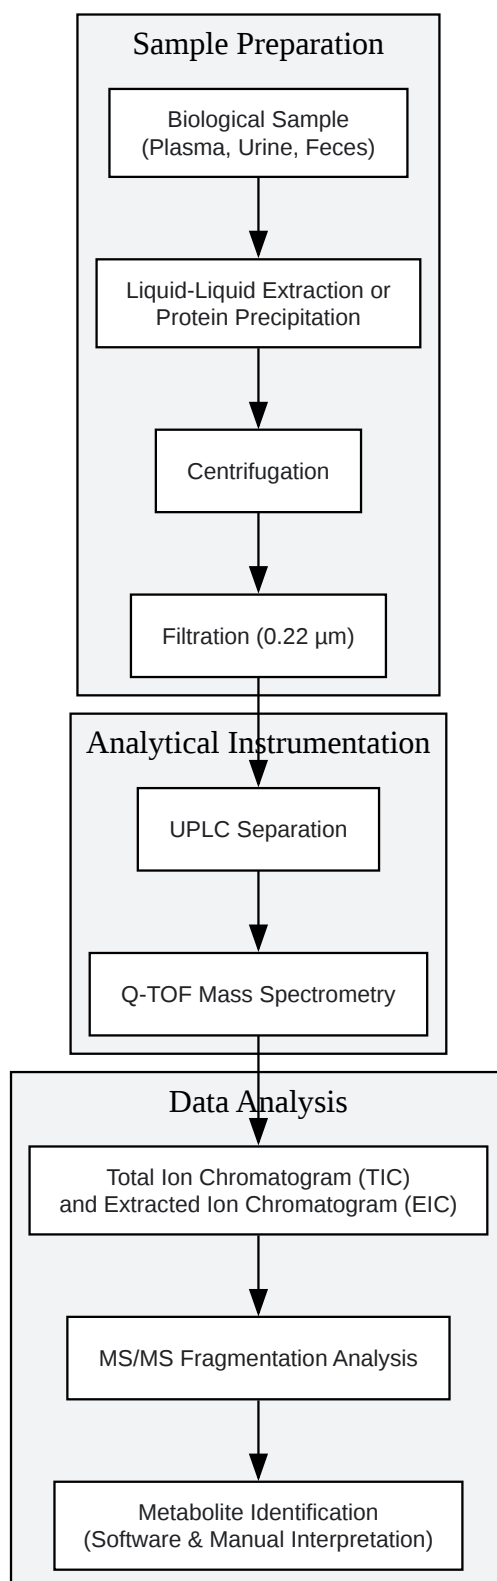 Sample Preparation
Biological Sample
(Plasma, Urine, Feces)
Liquid-Liquid Extraction or
Protein Precipitation
Centrifugation
Filtration (0.22 µm)
Analytical Instrumentation
UPLC Separation
Q-TOF Mass Spectrometry
Data Analysis
Total Ion Chromatogram (TIC)
and Extracted Ion Chromatogram (EIC)
MS/MS Fragmentation Analysis
Metabolite Identification
(Software & Manual Interpretation)